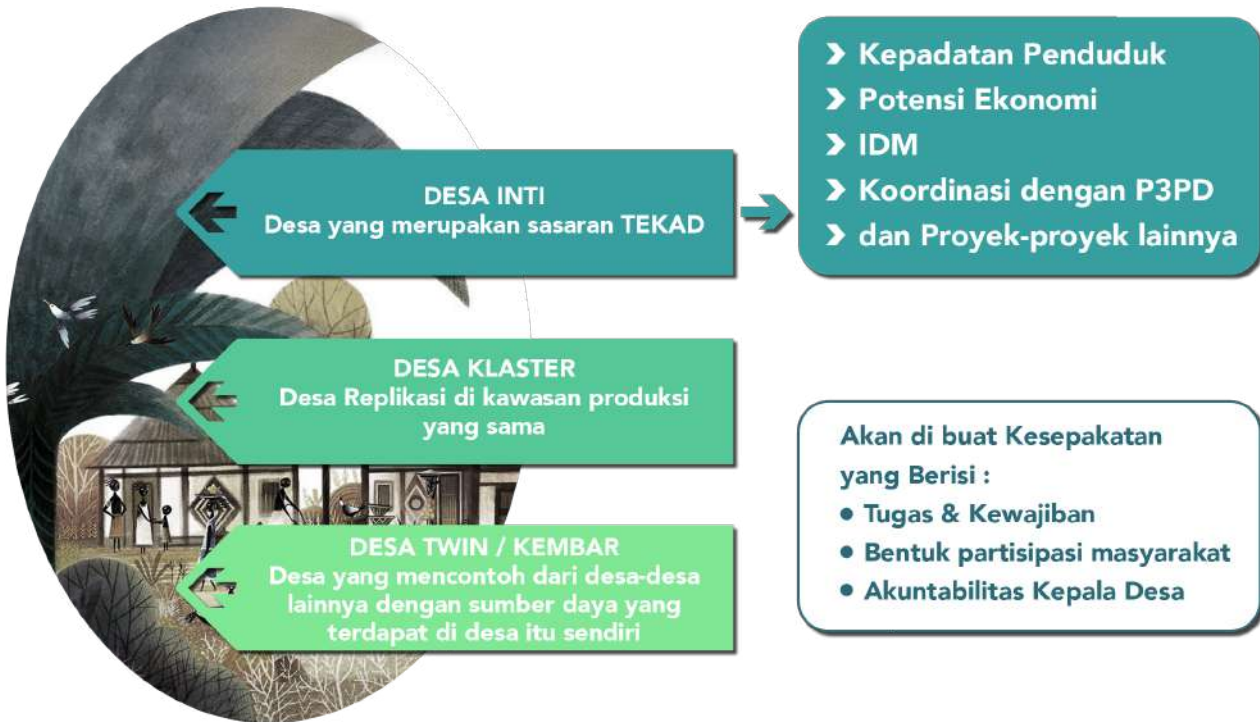 DESA INTI
Desa yang merupakan sasaran TEKAD
Kepadatan Penduduk
Potensi Ekonomi
IDM
Koordinasi dengan P3PD
dan Proyek-proyek lainnya
DESA KLASTER
Desa Replikasi di kawasan produksi
yang sama
DESA TWIN / KEMBAR
Desa yang mencontoh dari desa-desa
lainnya dengan sumber daya yang
terdapat di desa itu sendiri
Akan di buat Kesepakatan
yang Berisi :
• Tugas & Kewajiban
• Bentuk partisipasi masyarakat
• Akuntabilitas Kepala Desa